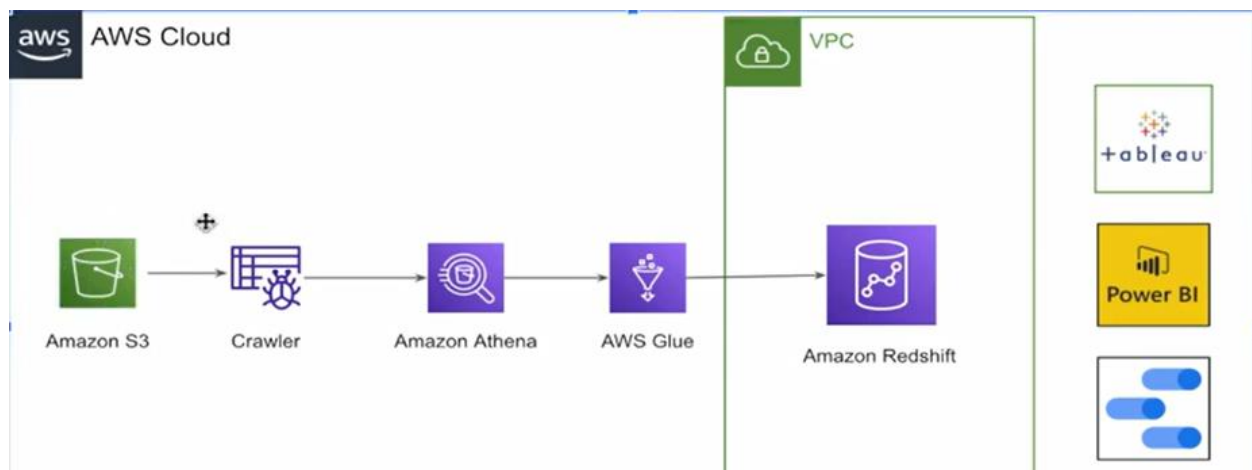 aws
AWS Cloud
VPC
+ableau
Power BI
Amazon S3
Crawler
Amazon Athena
AWS Glue
Amazon Redshift